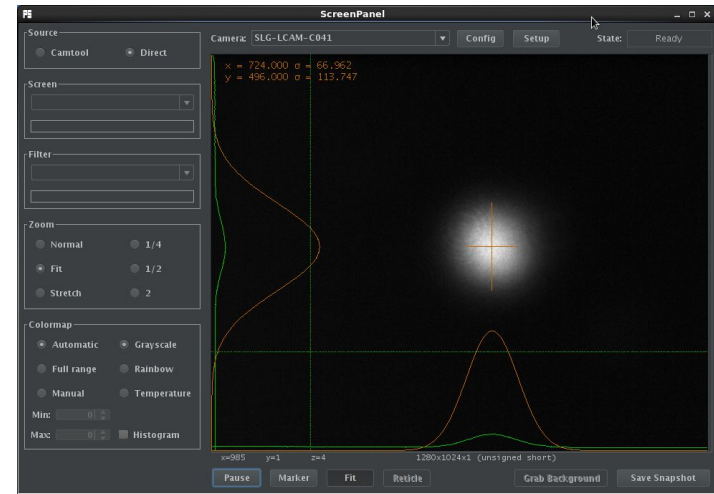 ScreenPanel
Source
Camtool Direct
Screen
Filter
Zoom
Normal 1/4
Fit 1/2
Stretch 2
Colormap
Automatic Grayscale
Full range Rainbow
Manual Temperature
Min: 0
Max: 0 Histogram
Camera: SLG-LCAM-C041 Config Setup State: Ready
x = 724.000 σ = 66.962
y = 496.000 σ = 113.747
x=985 y=1 z=4 1280x1024x1 (unsigned short)
Pause Marker Fit Reticle Grab Background Save Snapshot